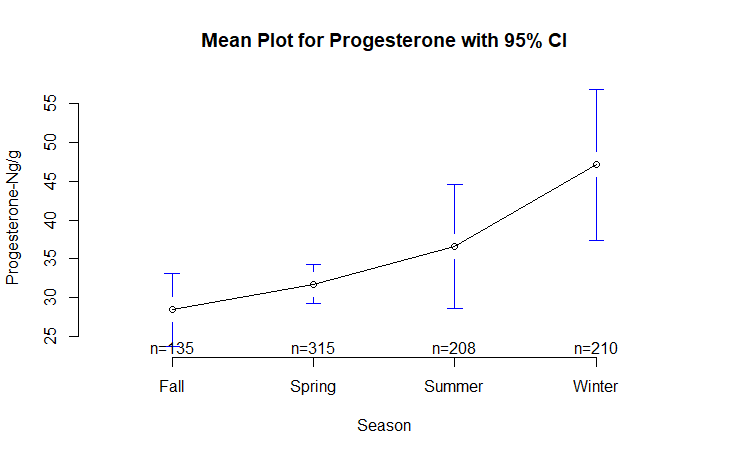 Mean Plot for Progesterone with 95% CI
Progesterone-Ng/g
55
50
45
40
35
30
25
n=135 n=315 n=208 n=210
Fall Spring Summer Winter
Season